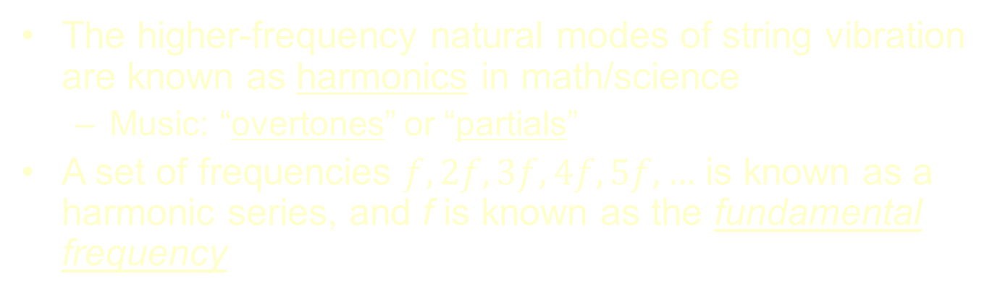 • The higher-frequency natural modes of string vibration
are known as harmonics in math/science
– Music: “overtones” or “partials”
• A set of frequencies 𝑓, 2𝑓, 3𝑓, 4𝑓, 5𝑓, … is known as a
harmonic series, and f is known as the fundamental
frequency